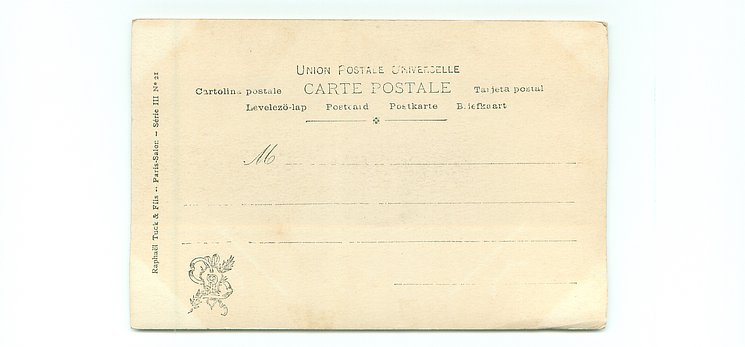 UNION POSTALE UNIVERSELLE
Cartolina postale CARTE POSTALE Tarjeta postal
Levelezö-lap Postcard Postkarte Briefkaart
M
Raphaël Tuck & Fils - Paris-Salon - Série III Nº 21